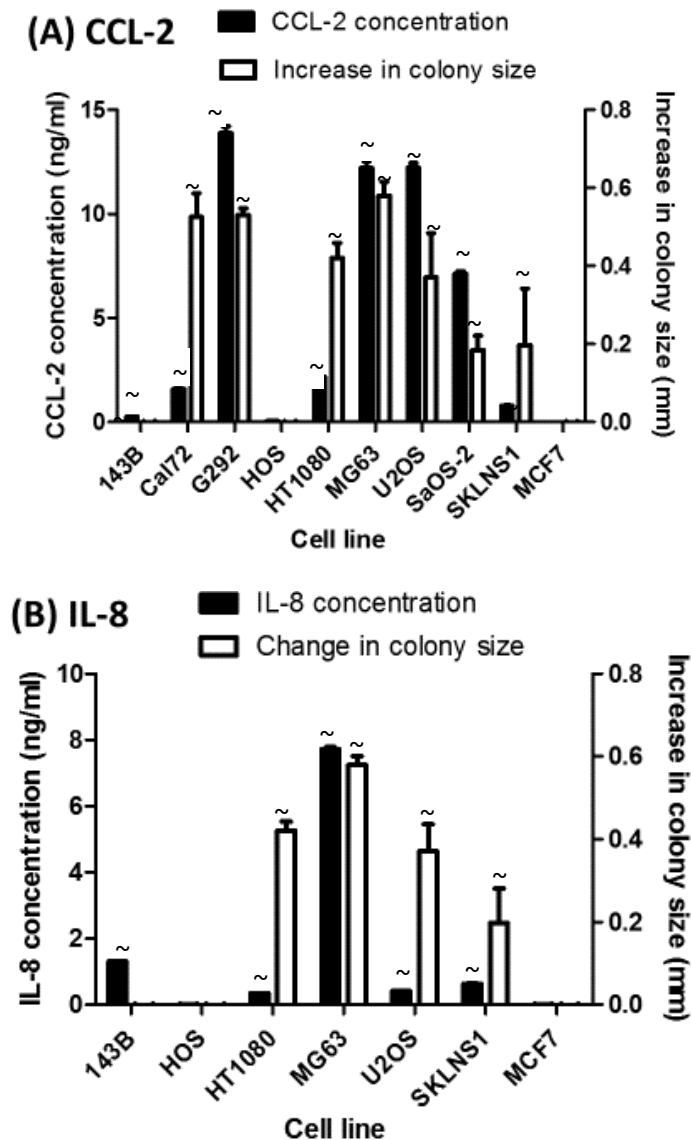 (A) CCL-2
CCL-2 concentration
Increase in colony size
CCL-2 concentration (ng/ml)
15
10
5
0
~ ~ ~ ~ ~ ~ ~ ~ ~ ~ ~ ~ ~ ~ ~
0.8
0.6
0.4
0.2
0.0
Increase in colony size (mm)
143B
Cal72
G292
HOS
HT1080
MG63
U2OS
SaOS-2
SKLNS1
MCF7
Cell line
(B) IL-8
IL-8 concentration
Change in colony size
IL-8 concentration (ng/ml)
10
8
6
4
2
0
~ ~ ~ ~ ~ ~ ~ ~ ~
0.8
0.6
0.4
0.2
0.0
Increase in colony size (mm)
143B
HOS
HT1080
MG63
U2OS
SKLNS1
MCF7
Cell line